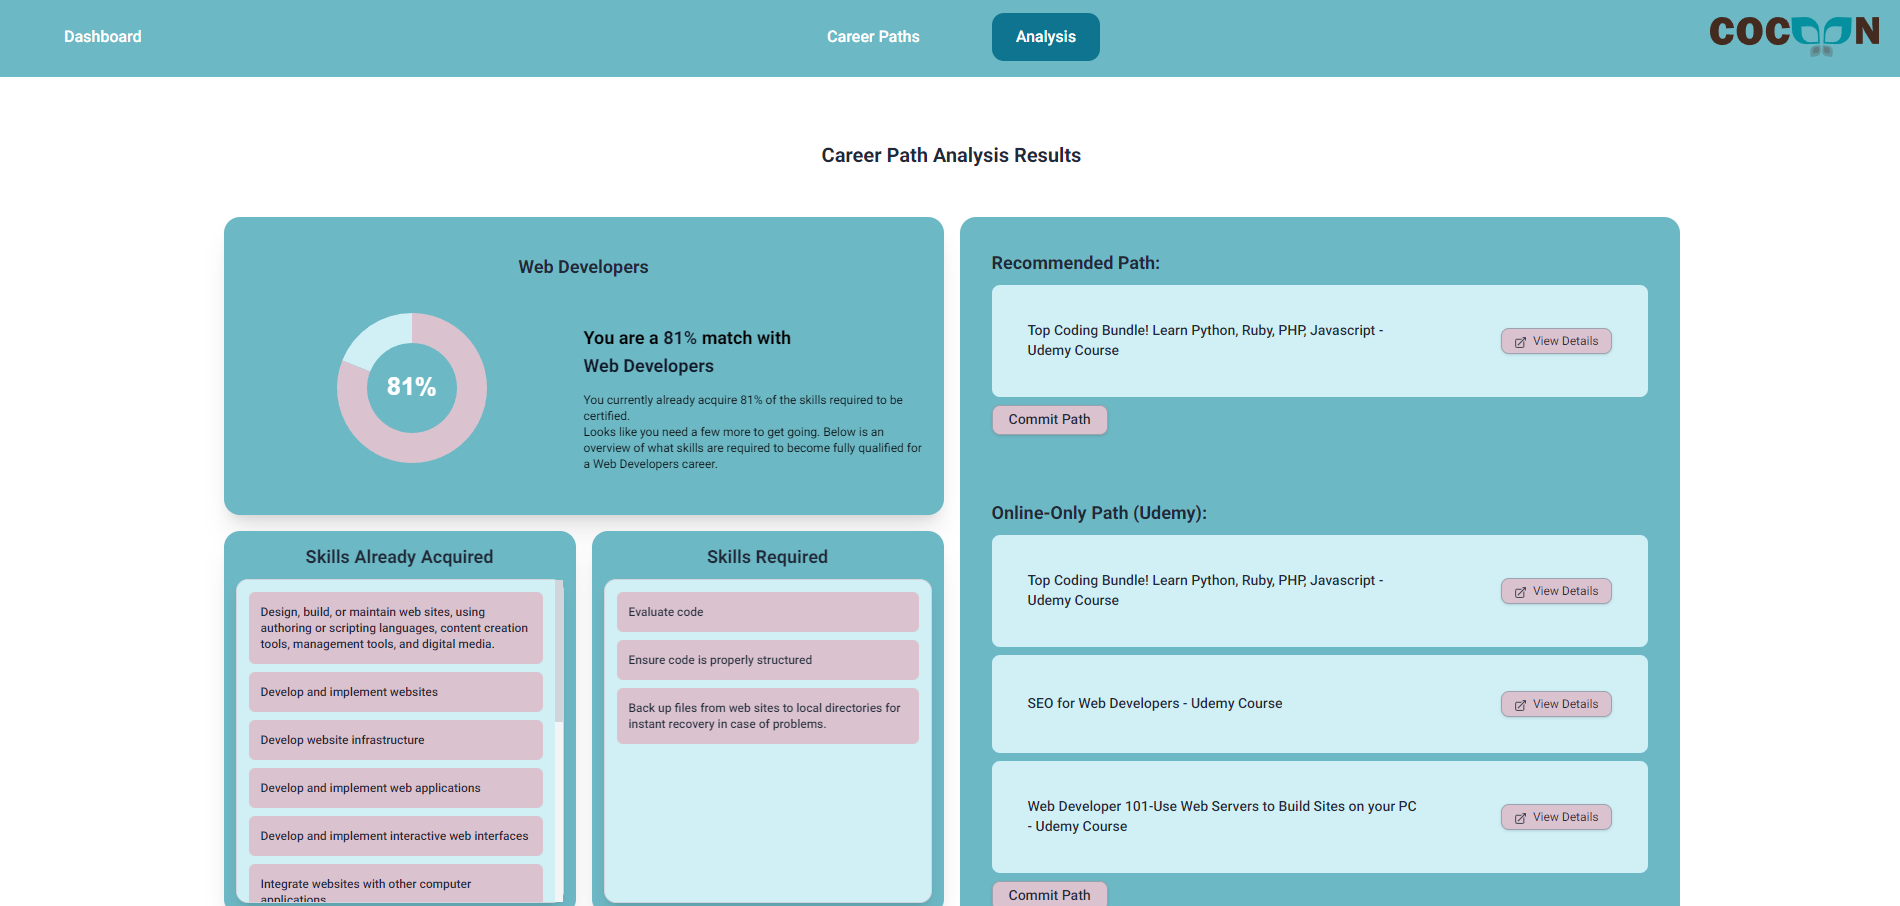 Dashboard
Career Paths
Analysis
COCOON
Career Path Analysis Results
Web Developers
81%
You are a 81% match with
Web Developers
You currently already acquire 81% of the skills required to be
certified.
Looks like you need a few more to get going. Below is an
overview of what skills are required to become fully qualified for
a Web Developers career.
Skills Already Acquired
Design, build, or maintain web sites, using
authoring or scripting languages, content creation
tools, management tools, and digital media.
Develop and implement websites
Develop website infrastructure
Develop and implement web applications
Develop and implement interactive web interfaces
Integrate websites with other computer
applications
Skills Required
Evaluate code
Ensure code is properly structured
Back up files from web sites to local directories for
instant recovery in case of problems.
Recommended Path:
Top Coding Bundle! Learn Python, Ruby, PHP, Javascript -
Udemy Course
View Details
Commit Path
Online-Only Path (Udemy):
Top Coding Bundle! Learn Python, Ruby, PHP, Javascript -
Udemy Course
View Details
SEO for Web Developers - Udemy Course
View Details
Web Developer 101-Use Web Servers to Build Sites on your PC
- Udemy Course
View Details
Commit Path